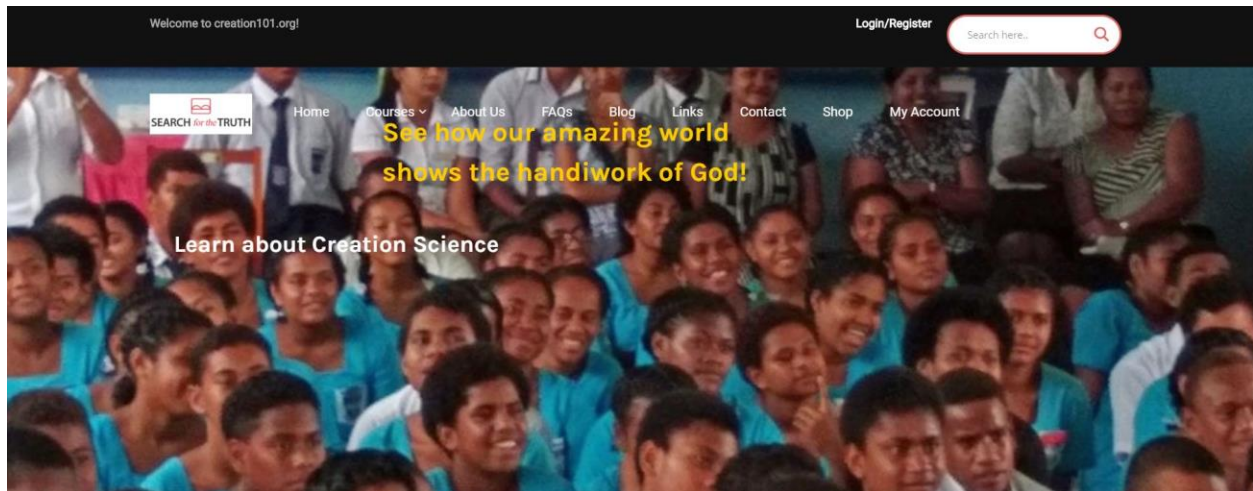 Welcome to creation101.org!
Login/Register
Search here..
SEARCH for the TRUTH
Home Courses About Us FAQs Blog Links Contact Shop My Account
See how our amazing world
shows the handiwork of God!
Learn about Creation Science